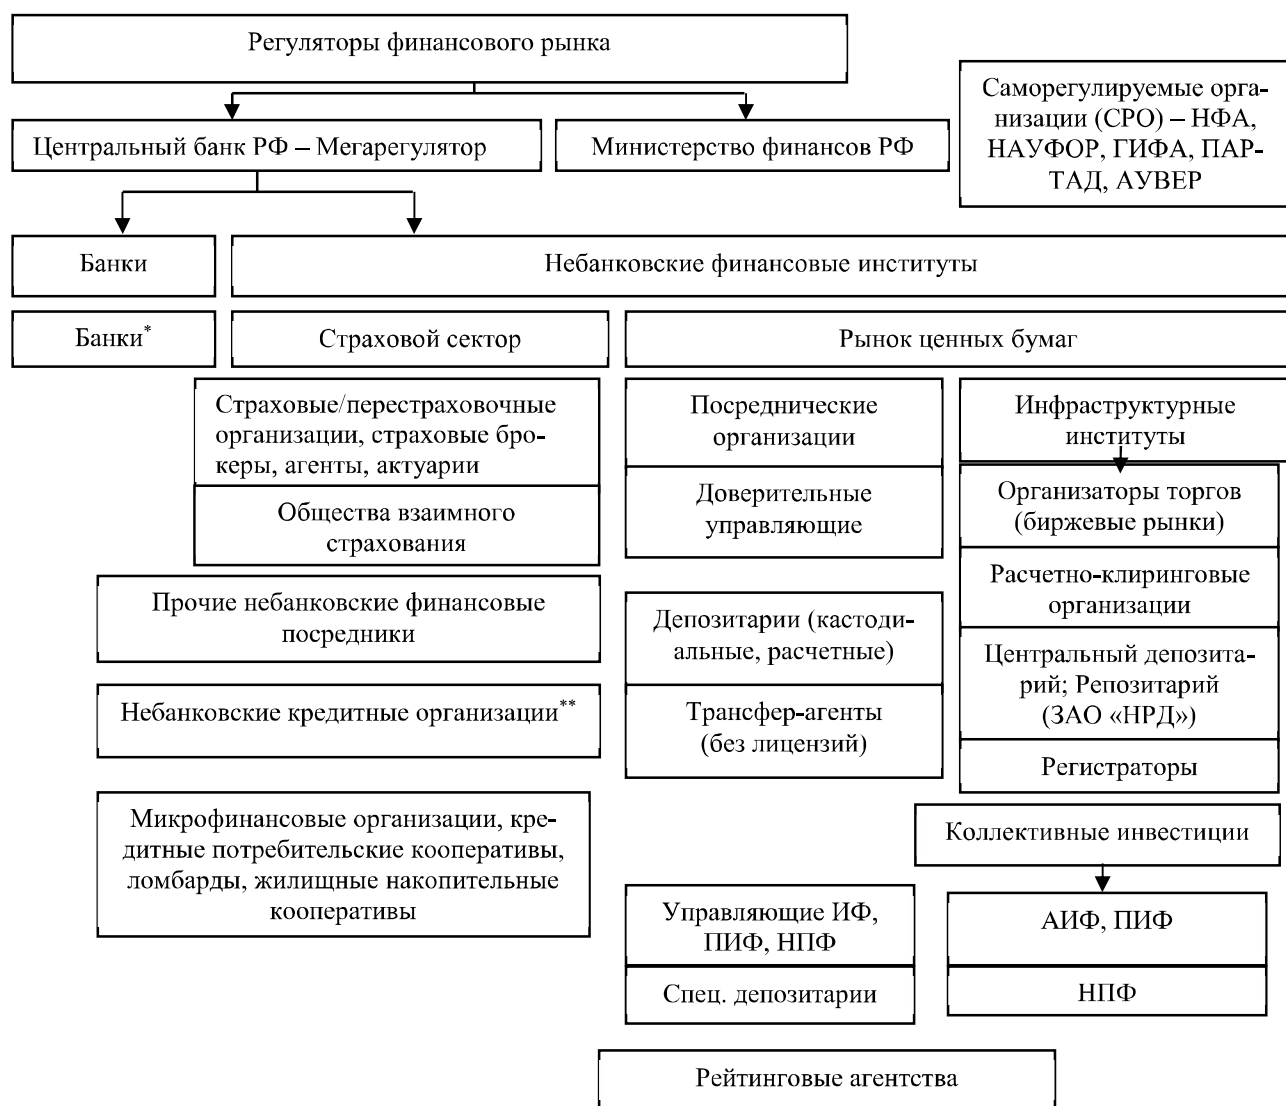 Регуляторы финансового рынка
Саморегулируемые орга-
низации (СРО) – НФА,
НАУФОР, ГИФА, ПАР-
ТАД, АУВЕР
Центральный банк РФ – Мегарегулятор
Министерство финансов РФ
Банки
Небанковские финансовые институты
Банки*
Страховой сектор
Рынок ценных бумаг
Страховые/перестраховочные
организации, страховые бро-
керы, агенты, актуарии
Общества взаимного
страхования
Прочие небанковские финансовые
посредники
Небанковские кредитные организации**
Микрофинансовые организации, кре-
дитные потребительские кооперативы,
ломбарды, жилищные накопительные
кооперативы
Посреднические
организации
Доверительные
управляющие
Депозитарии (кастоди-
альные, расчетные)
Трансфер-агенты
(без лицензий)
Инфраструктурные
институты
Организаторы торгов
(биржевые рынки)
Расчетно-клиринговые
организации
Центральный депозита-
рий; Репозитарий
(ЗАО «НРД»)
Регистраторы
Коллективные инвестиции
Управляющие ИФ,
ПИФ, НПФ
АИФ, ПИФ
Спец. депозитарии
НПФ
Рейтинговые агентства